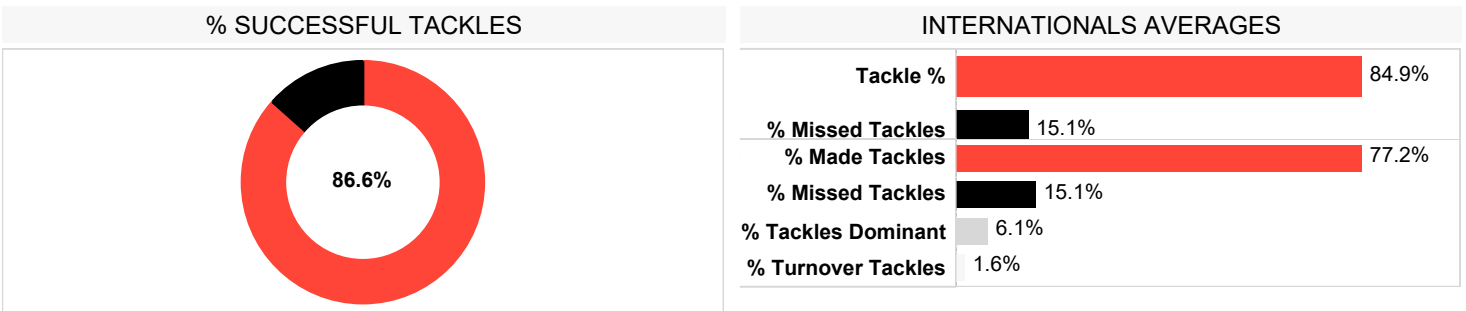 % SUCCESSFUL TACKLES
86.6%
INTERNATIONALS AVERAGES
Tackle % 84.9%
% Missed Tackles 15.1%
% Made Tackles 77.2%
% Missed Tackles 15.1%
% Tackles Dominant 6.1%
% Turnover Tackles 1.6%